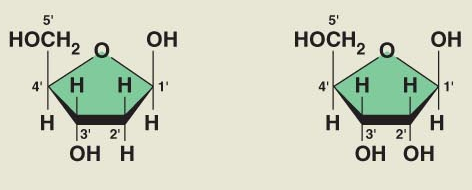 5' 5'
HOCH2 O OH HOCH2 O OH
4' H H 1' 4' H H 1'
H 3' 2' H H 3' 2' H
OH H OH OH